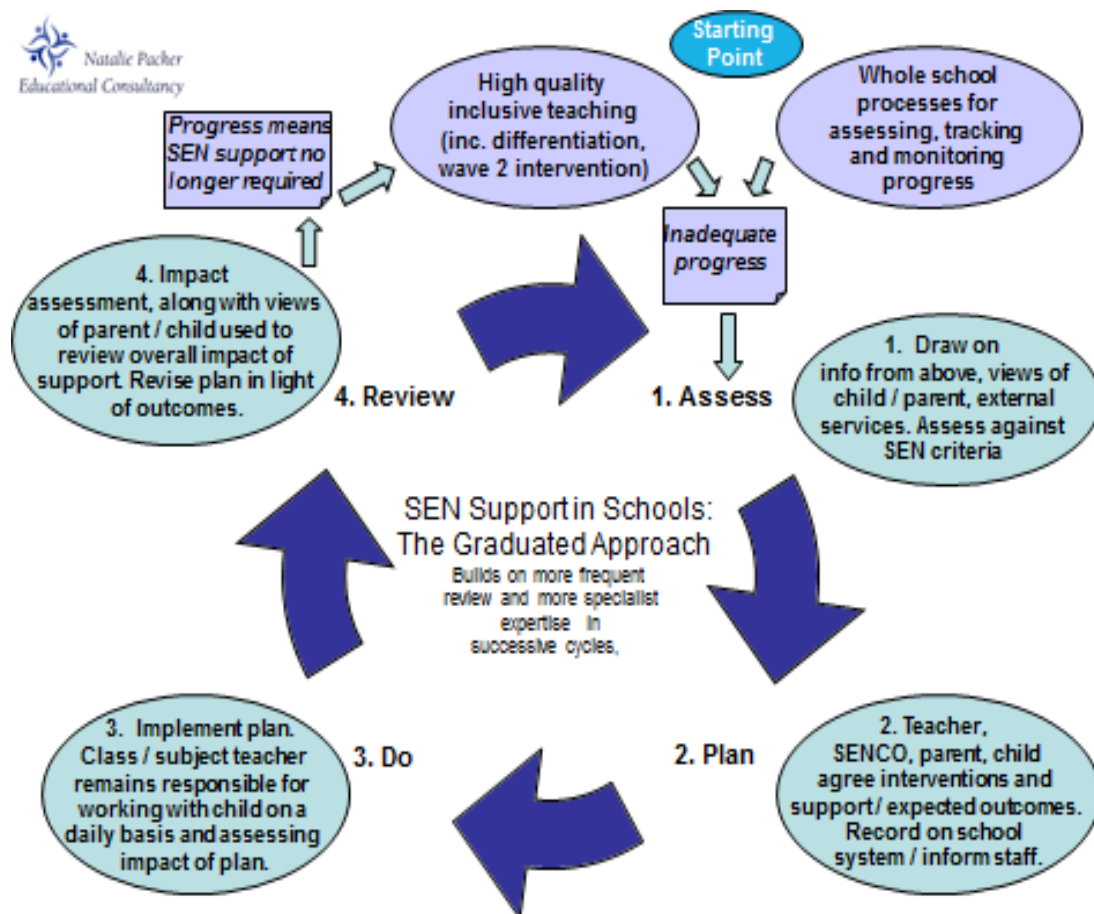 Natalie Packer
Educational Consultancy
Starting
Point
High quality
inclusive teaching
(inc. differentiation,
wave 2 intervention)
Whole school
processes for
assessing, tracking
and monitoring
progress
Progress means
SEN support no
longer required
Inadequate
progress
4. Impact
assessment, along with views
of parent / child used to
review overall impact of
support. Revise plan in light
of outcomes.
4. Review
1. Assess
1. Draw on
info from above, views of
child / parent, external
services. Assess against
SEN criteria
SEN Support in Schools:
The Graduated Approach
Builds on more frequent
review and more specialist
expertise in
successive cycles,
3. Implement plan.
Class / subject teacher
remains responsible for
working with child on a
daily basis and assessing
impact of plan.
3. Do
2. Plan
2. Teacher,
SENCO, parent, child
agree interventions and
support / expected outcomes.
Record on school
system / inform staff.